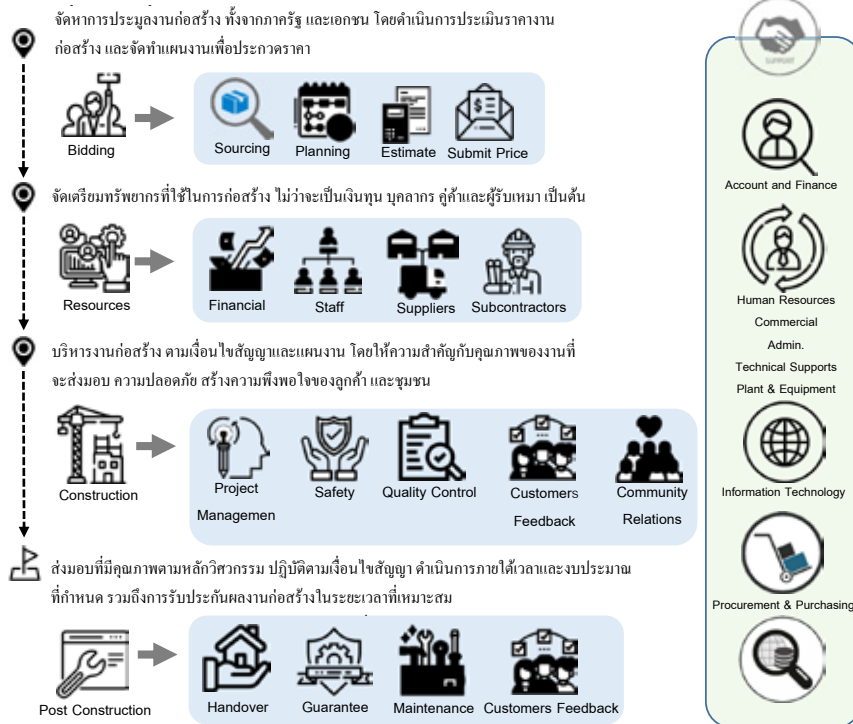 จัดหาการประมูลงานก่อสร้าง ทั้งจากภาครัฐ และเอกชน โดยดำเนินการประเมินราคางาน
ก่อสร้าง และจัดทำแผนงานเพื่อประกวดราคา
Bidding
Sourcing
Planning
Estimate
Submit Price
จัดเตรียมทรัพยากรที่ใช้ในการก่อสร้าง ไม่ว่าจะเป็นเงินทุน บุคลากร คู่ค้าและผู้รับเหมา เป็นต้น
Resources
Financial
Staff
Suppliers
Subcontractors
บริหารงานก่อสร้าง ตามเงื่อนไขสัญญาและแผนงาน โดยให้ความสำคัญกับคุณภาพของงานที่
จะส่งมอบ ความปลอดภัย สร้างความพึงพอใจของลูกค้า และชุมชน
Construction
Project
Managemen
Safety
Quality Control
Customers
Feedback
Community
Relations
ส่งมอบที่มีคุณภาพตามหลักวิศวกรรม ปฏิบัติตามเงื่อนไขสัญญา ดำเนินการภายใต้เวลาและงบประมาณ
ที่กำหนด รวมถึงการรับประกันผลงานก่อสร้างในระยะเวลาที่เหมาะสม
Post Construction
Handover
Guarantee
Maintenance
Customers Feedback
SUPPORT
Account and Finance
Human Resources
Commercial
Admin.
Technical Supports
Plant & Equipment
Information Technology
Procurement & Purchasing